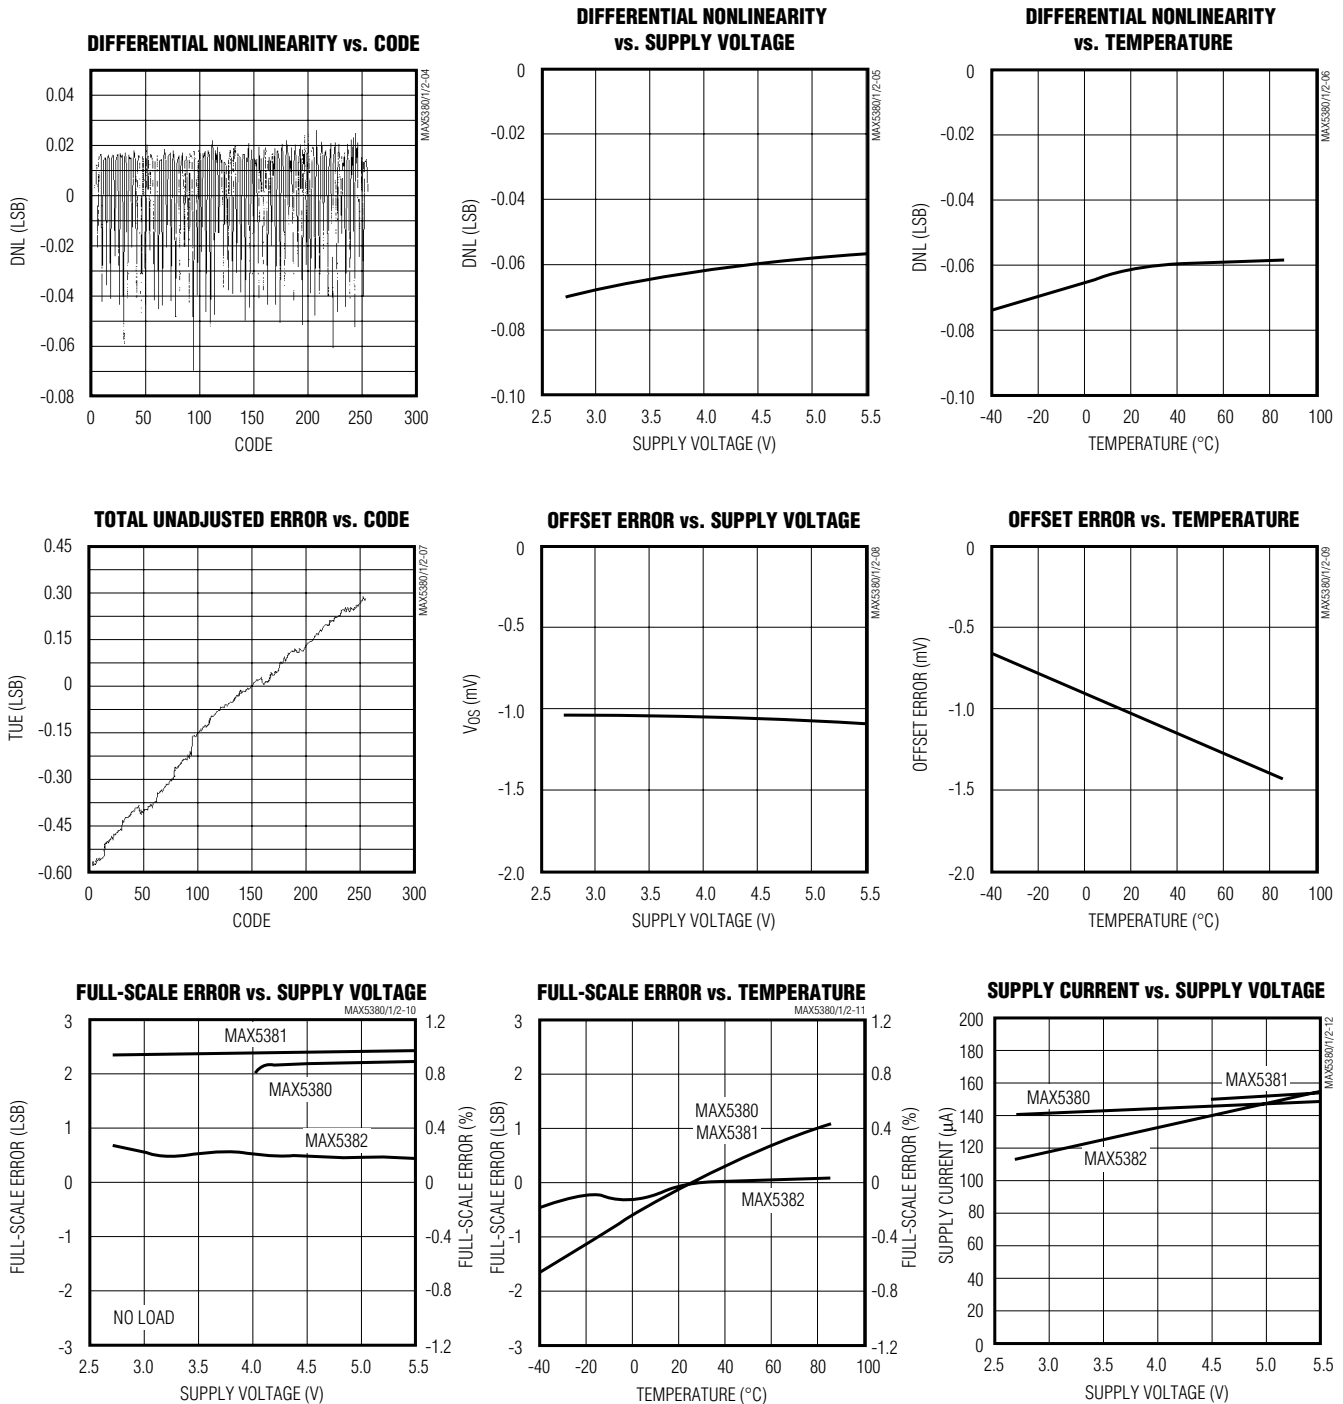 DIFFERENTIAL NONLINEARITY vs. CODE
MAX5380/1/2-04
0.04
0.02
0
-0.02
-0.04
-0.06
-0.08
DNL (LSB)
0 50 100 150 200 250 300
CODE
DIFFERENTIAL NONLINEARITY
vs. SUPPLY VOLTAGE
MAX5380/1/2-05
0
-0.02
-0.04
-0.06
-0.08
-0.10
DNL (LSB)
2.5 3.0 3.5 4.0 4.5 5.0 5.5
SUPPLY VOLTAGE (V)
DIFFERENTIAL NONLINEARITY
vs. TEMPERATURE
MAX5380/1/2-06
0
-0.02
-0.04
-0.06
-0.08
-0.10
DNL (LSB)
-40 -20 0 20 40 60 80 100
TEMPERATURE (°C)
TOTAL UNADJUSTED ERROR vs. CODE
MAX5380/1/2-07
0.45
0.30
0.15
0
-0.15
-0.30
-0.45
-0.60
TUE (LSB)
0 50 100 150 200 250 300
CODE
OFFSET ERROR vs. SUPPLY VOLTAGE
MAX5380/1/2-08
0
-0.5
-1.0
-1.5
-2.0
VOS (mV)
2.5 3.0 3.5 4.0 4.5 5.0 5.5
SUPPLY VOLTAGE (V)
OFFSET ERROR vs. TEMPERATURE
MAX5380/1/2-09
0
-0.5
-1.0
-1.5
-2.0
OFFSET ERROR (mV)
-40 -20 0 20 40 60 80 100
TEMPERATURE (°C)
FULL-SCALE ERROR vs. SUPPLY VOLTAGE
MAX5380/1/2-10
3
2
1
0
-1
-2
-3
FULL-SCALE ERROR (LSB)
MAX5381
MAX5380
MAX5382
NO LOAD
1.2
0.8
0.4
0
-0.4
-0.8
-1.2
FULL-SCALE ERROR (%)
2.5 3.0 3.5 4.0 4.5 5.0 5.5
SUPPLY VOLTAGE (V)
FULL-SCALE ERROR vs. TEMPERATURE
MAX5380/1/2-11
3
2
1
0
-1
-2
-3
FULL-SCALE ERROR (LSB)
MAX5380
MAX5381
MAX5382
1.2
0.8
0.4
0
-0.4
-0.8
-1.2
FULL-SCALE ERROR (%)
-40 -20 0 20 40 60 80 100
TEMPERATURE (°C)
SUPPLY CURRENT vs. SUPPLY VOLTAGE
MAX5380/1/2-12
200
180
160
140
120
100
80
60
40
20
0
SUPPLY CURRENT (µA)
MAX5381
MAX5380
MAX5382
2.5 3.0 3.5 4.0 4.5 5.0 5.5
SUPPLY VOLTAGE (V)